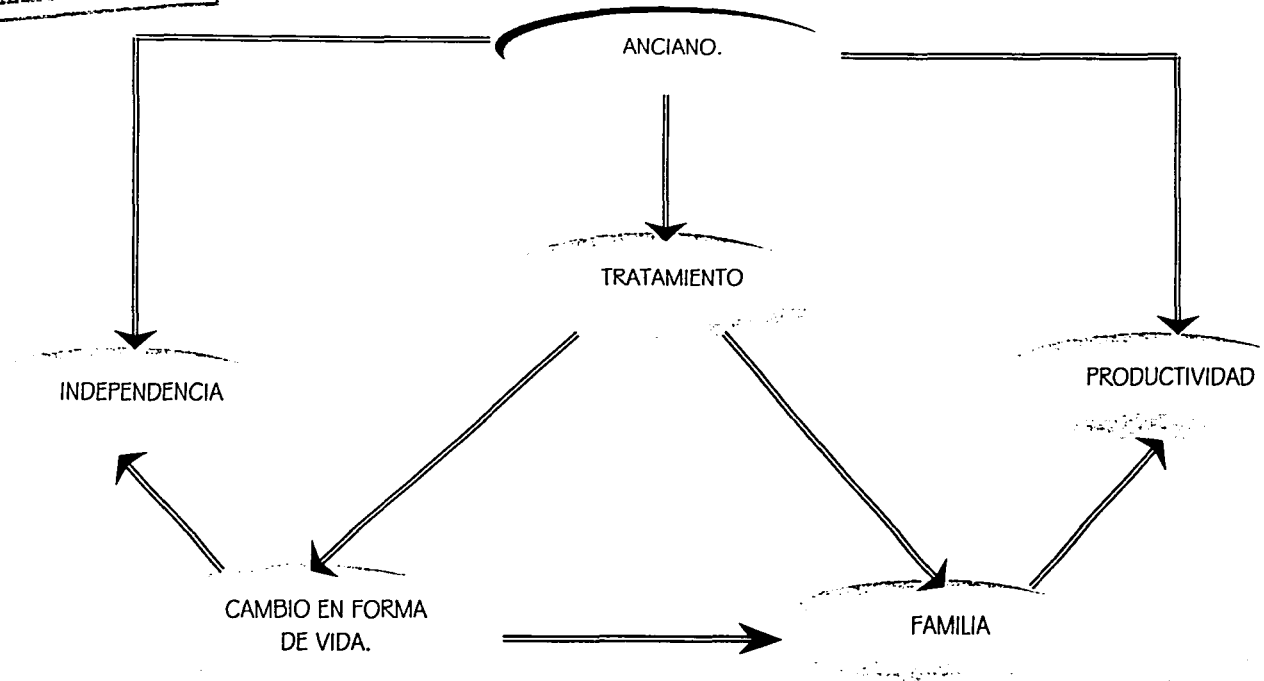 ANCIANO.
TRATAMIENTO
INDEPENDENCIA
PRODUCTIVIDAD
CAMBIO EN FORMA
DE VIDA.
FAMILIA